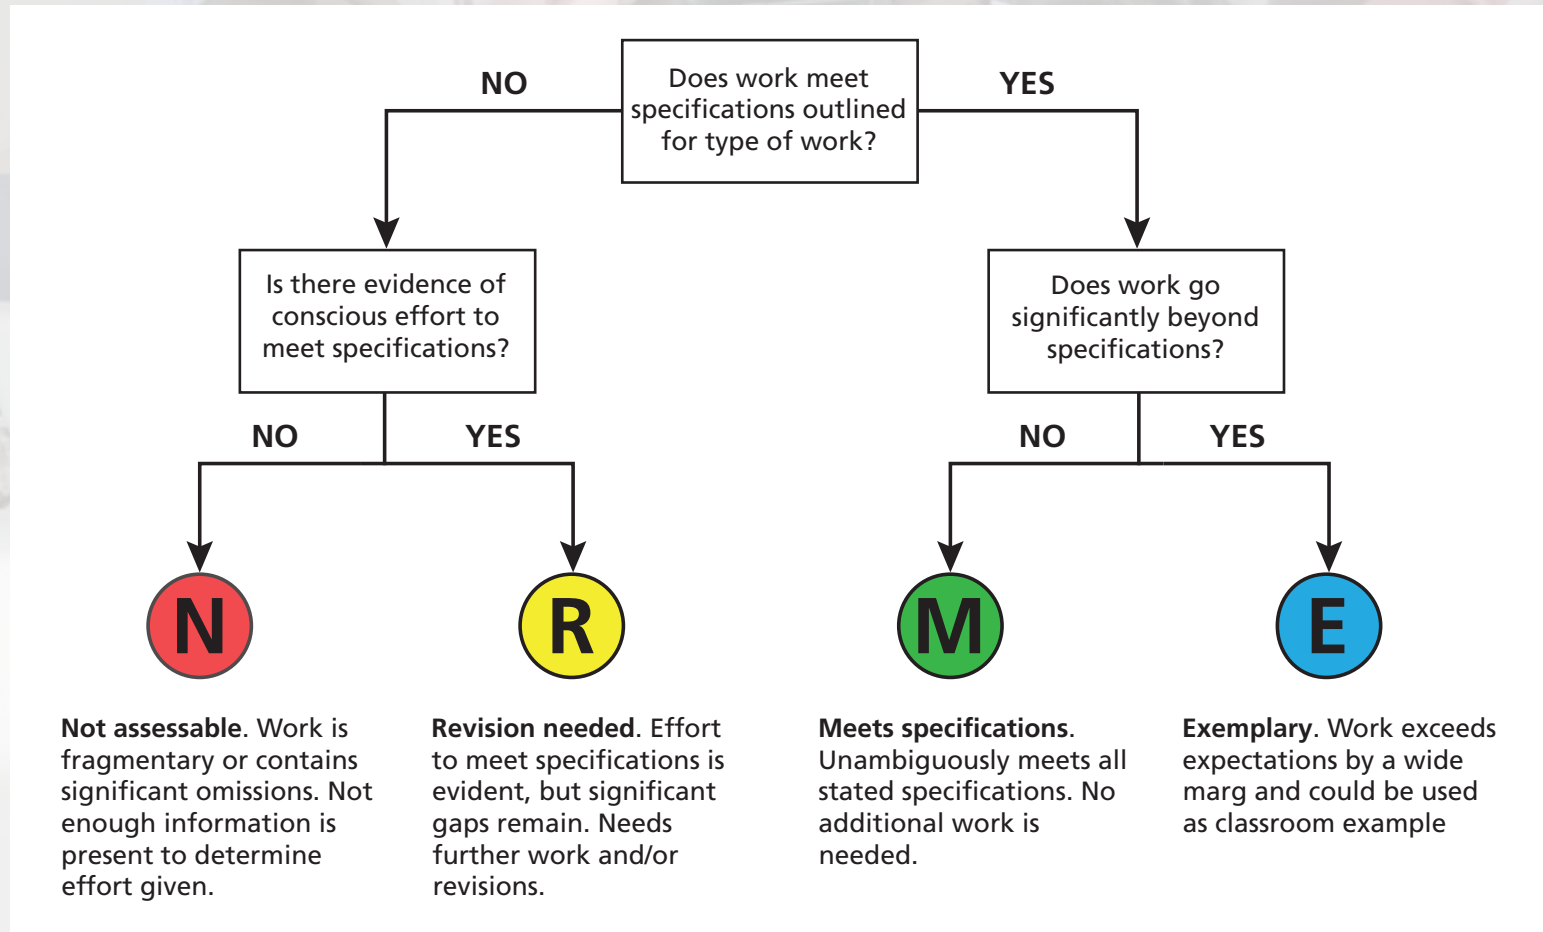 Does work meet
specifications outlined
for type of work?
NO
YES
Is there evidence of
conscious effort to
meet specifications?
Does work go
significantly beyond
specifications?
NO
YES
NO
YES
N
R
M
E
Not assessable. Work is
fragmentary or contains
significant omissions. Not
enough information is
present to determine
effort given.
Revision needed. Effort
to meet specifications is
evident, but significant
gaps remain. Needs
further work and/or
revisions.
Meets specifications.
Unambiguously meets all
stated specifications. No
additional work is
needed.
Exemplary. Work exceeds
expectations by a wide
marg and could be used
as classroom example